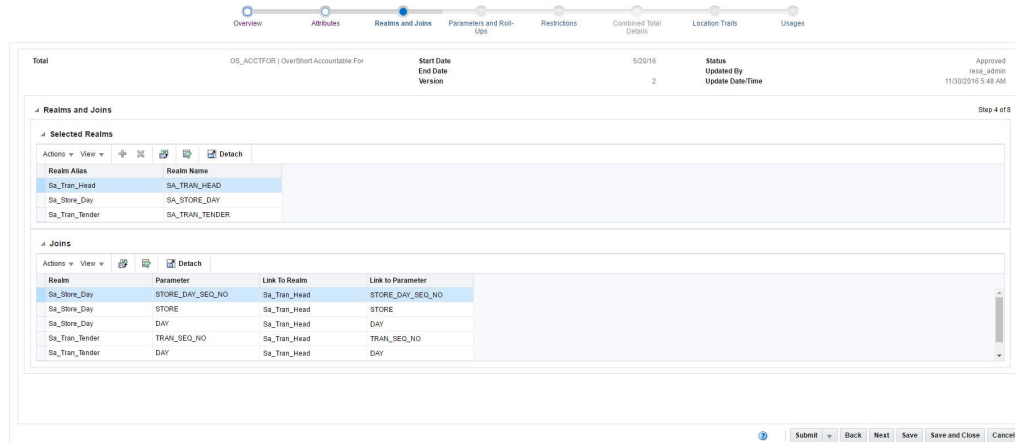 Overview Attributes Realms and Joins Parameters and Roll-Ups Restrictions Combined Total Details Location Traits Usages
Total OS_ACCTFOR | OverShort Accountable For Start Date 5/20/16 Status Approved
End Date Updated By resa_admin
Version 2 Update Date/Time 11/30/2016 5:48 AM
Realms and Joins Step 4 of 8
Selected Realms
Actions View Detach
Realm Alias Realm Name
Sa_Tran_Head SA_TRAN_HEAD
Sa_Store_Day SA_STORE_DAY
Sa_Tran_Tender SA_TRAN_TENDER
Joins
Actions View Detach
Realm Parameter Link To Realm Link to Parameter
Sa_Store_Day STORE_DAY_SEQ_NO Sa_Tran_Head STORE_DAY_SEQ_NO
Sa_Store_Day STORE Sa_Tran_Head STORE
Sa_Store_Day DAY Sa_Tran_Head DAY
Sa_Tran_Tender TRAN_SEQ_NO Sa_Tran_Head TRAN_SEQ_NO
Sa_Tran_Tender DAY Sa_Tran_Head DAY
? Submit Back Next Save Save and Close Cancel